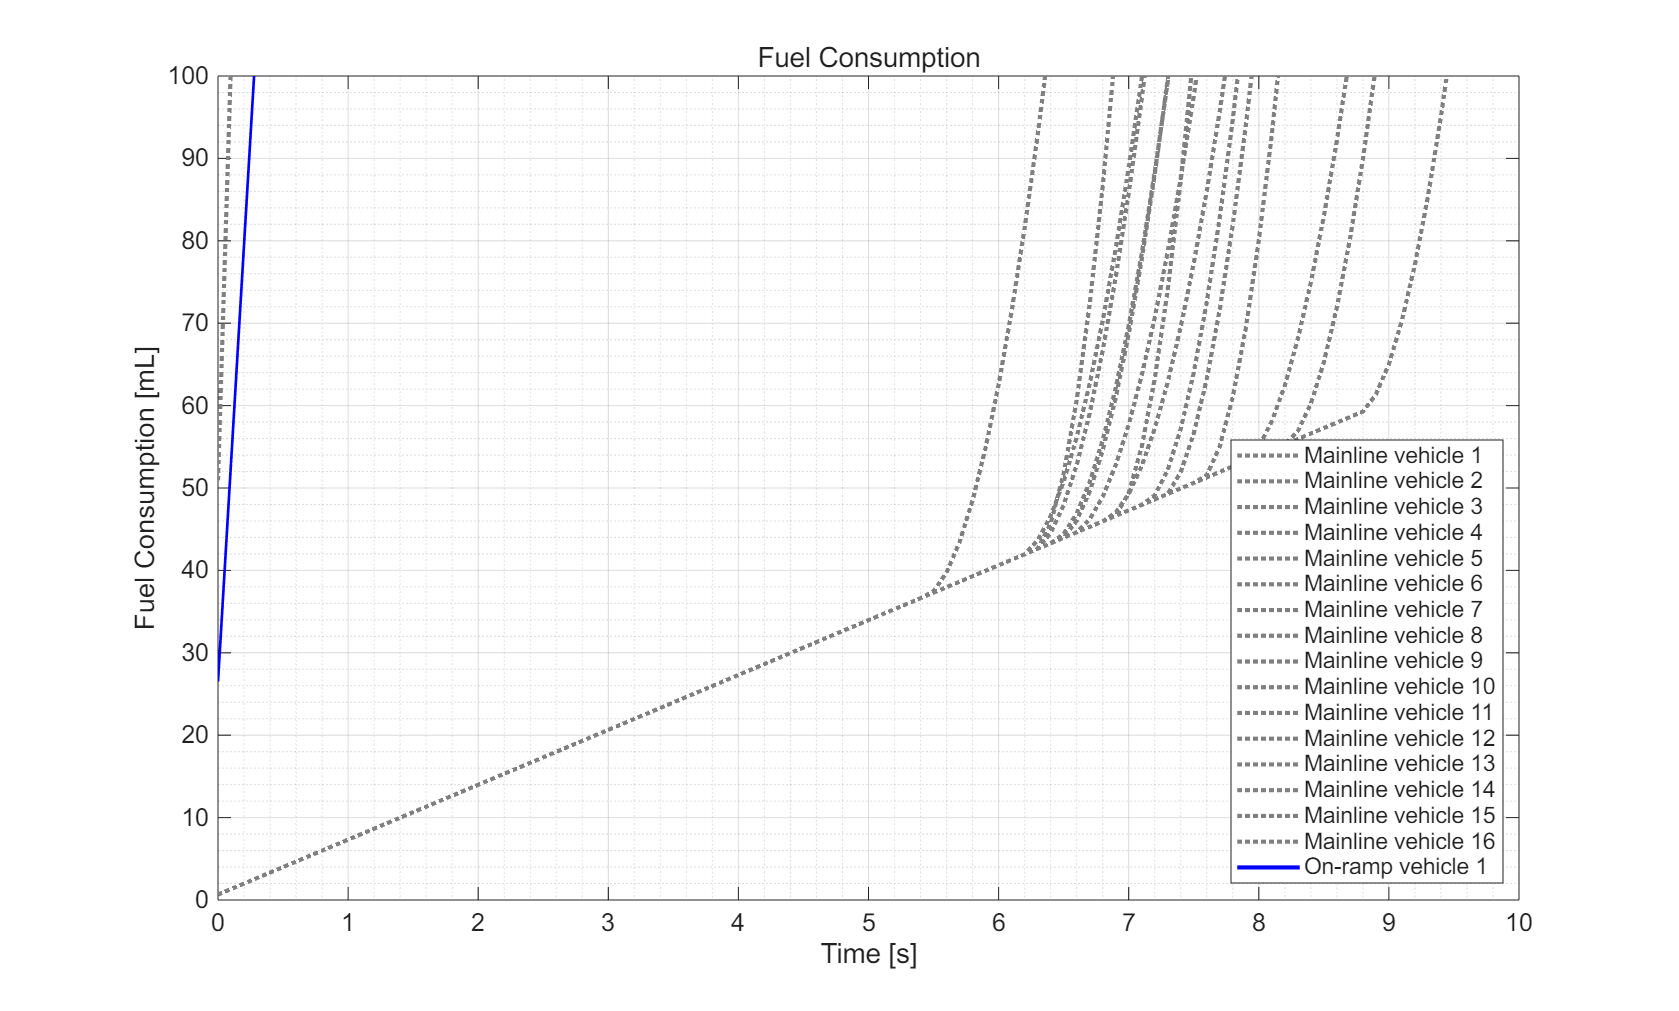 Fuel Consumption
Fuel Consumption [mL]
100
90
80
70
60
50
40
30
20
10
0
0 1 2 3 4 5 6 7 8 9 10
Time [s]
Mainline vehicle 1
Mainline vehicle 2
Mainline vehicle 3
Mainline vehicle 4
Mainline vehicle 5
Mainline vehicle 6
Mainline vehicle 7
Mainline vehicle 8
Mainline vehicle 9
Mainline vehicle 10
Mainline vehicle 11
Mainline vehicle 12
Mainline vehicle 13
Mainline vehicle 14
Mainline vehicle 15
Mainline vehicle 16
On-ramp vehicle 1